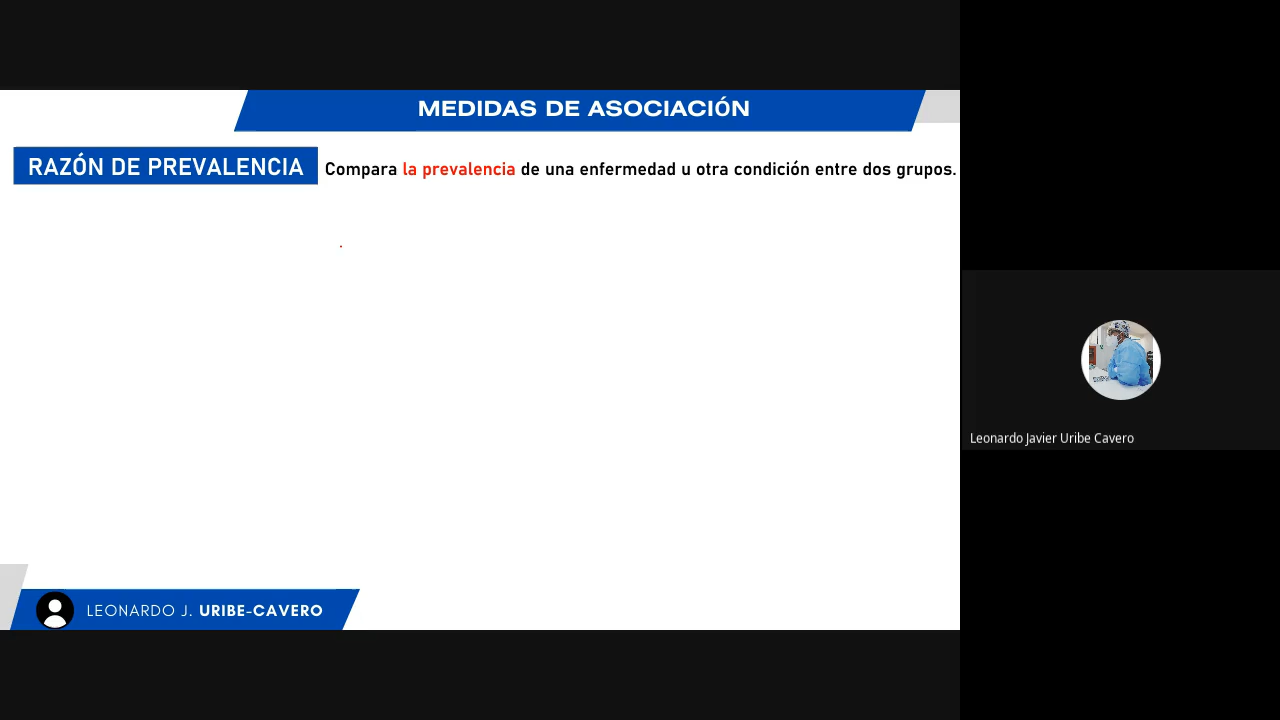 MEDIDAS DE ASOCIACIÓN
RAZÓN DE PREVALENCIA
Compara la prevalencia de una enfermedad u otra condición entre dos grupos.
Leonardo Javier Uribe Cavero
LEONARDO J. URIBE-CAVERO